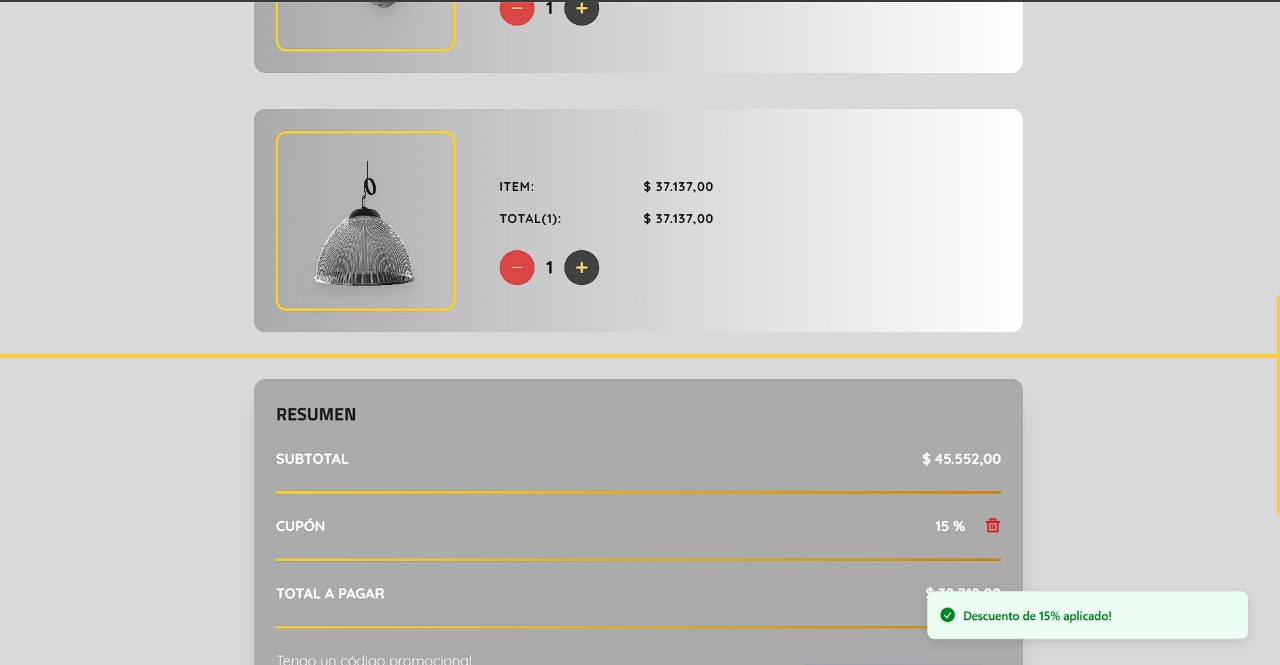 − 1 +
ITEM: $ 37.137,00
TOTAL(1): $ 37.137,00
− 1 +
RESUMEN
SUBTOTAL $ 45.552,00
CUPÓN 15 %
TOTAL A PAGAR
Descuento de 15% aplicado!
Tengo un código promocional